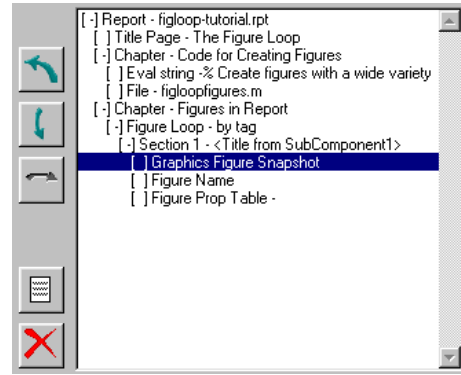 [-] Report - figloop-tutorial.rpt
[ ] Title Page - The Figure Loop
[-] Chapter - Code for Creating Figures
[ ] Eval string -% Create figures with a wide variety
[ ] File - figloopfigures.m
[-] Chapter - Figures in Report
[-] Figure Loop - by tag
[-] Section 1 - <Title from SubComponent1>
[ ] Graphics Figure Snapshot
[ ] Figure Name
[ ] Figure Prop Table -